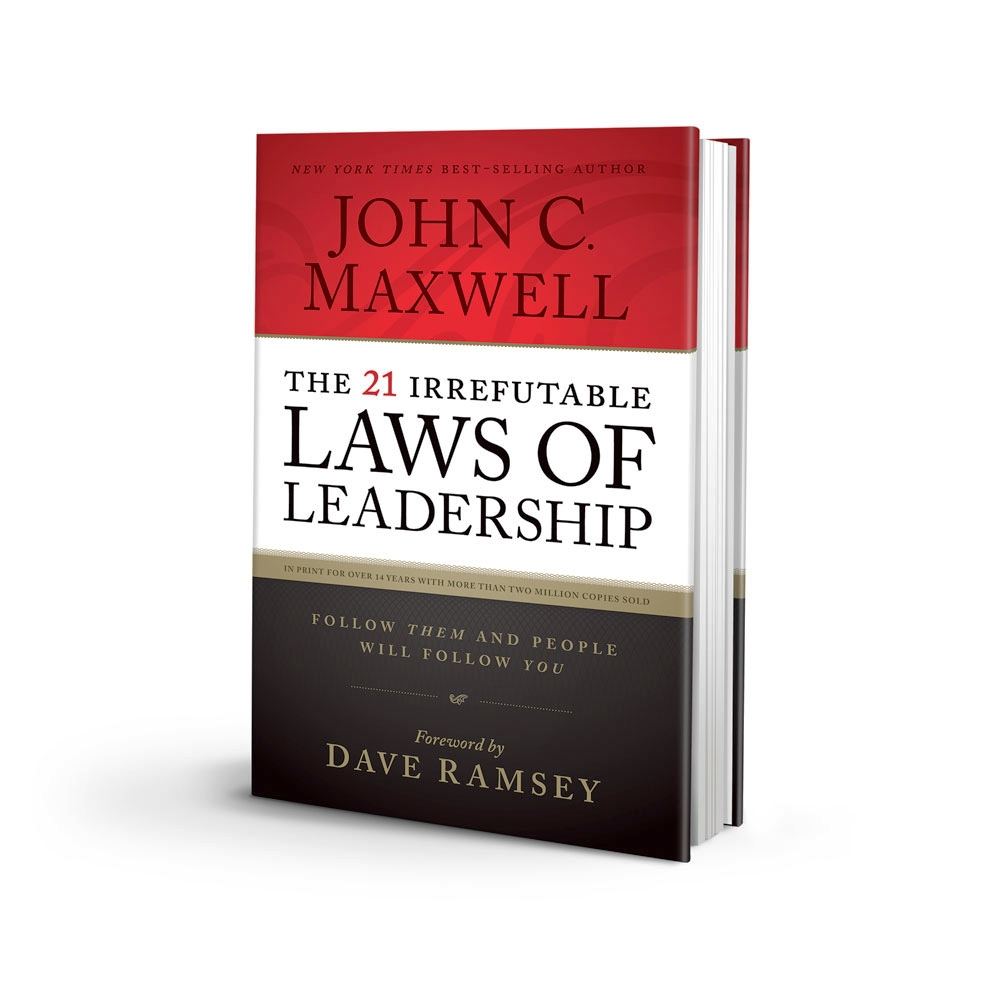 NEW YORK TIMES BEST-SELLING AUTHOR
JOHN C.
MAXWELL
THE 21 IRREFUTABLE
LAWS OF
LEADERSHIP
IN PRINT FOR OVER 14 YEARS WITH MORE THAN TWO MILLION COPIES SOLD
FOLLOW THEM AND PEOPLE
WILL FOLLOW YOU
Foreword by
DAVE RAMSEY